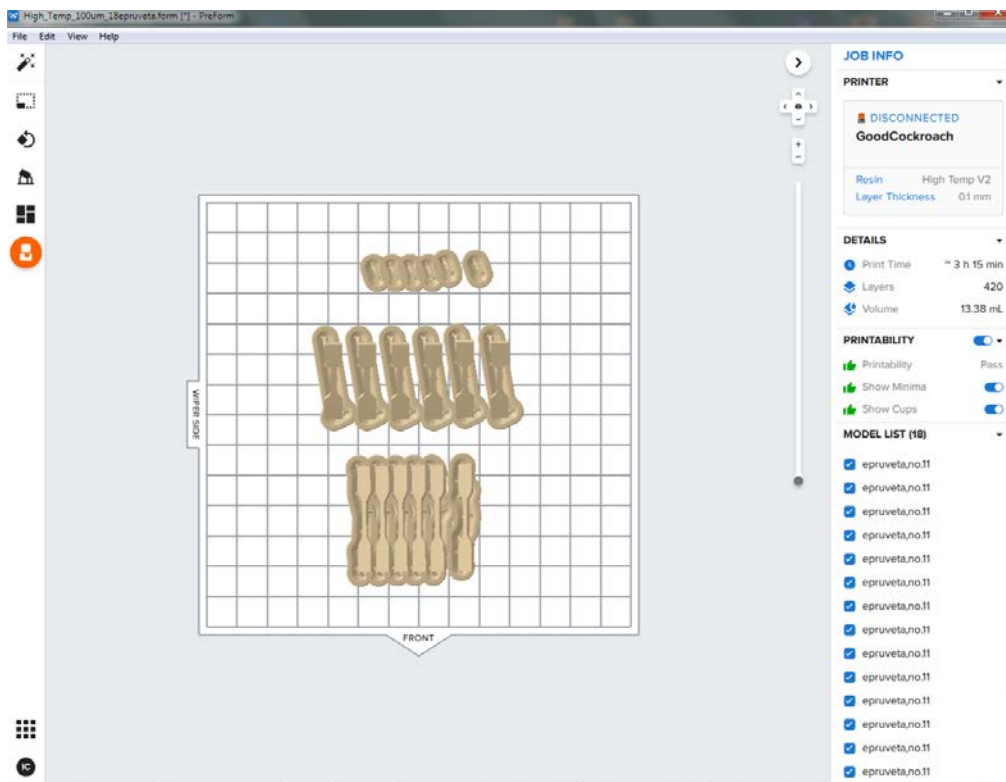 High_Temp_100um_18epruveta.form [*] - PreForm
File Edit View Help
JOB INFO
PRINTER
DISCONNECTED
GoodCockroach
Resin High Temp V2
Layer Thickness 0.1 mm
DETAILS
Print Time ~ 3 h 15 min
Layers 420
Volume 13.38 mL
PRINTABILITY
Printability Pass
Show Minima
Show Cups
MODEL LIST (18)
epruveta,no.11
epruveta,no.11
epruveta,no.11
epruveta,no.11
epruveta,no.11
epruveta,no.11
epruveta,no.11
epruveta,no.11
epruveta,no.11
epruveta,no.11
epruveta,no.11
epruveta,no.11
epruveta,no.11
epruveta,no.11
WIPER SIDE
FRONT
IC